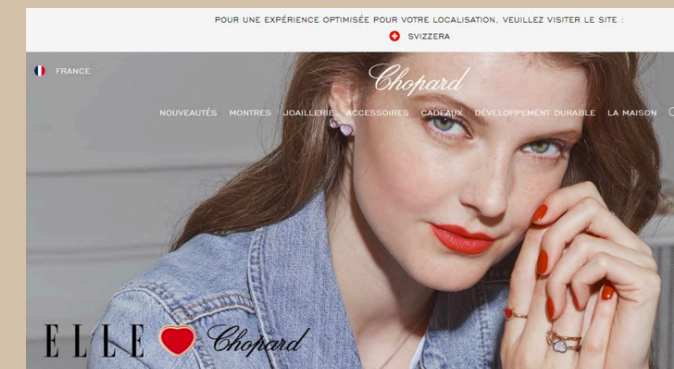 POUR UNE EXPÉRIENCE OPTIMISÉE POUR VOTRE LOCALISATION, VEUILLEZ VISITER LE SITE :
SVIZZERA
FRANCE
Chopard
NOUVEAUTÉS MONTRES JOAILLERIE ACCESSOIRES CADEAUX DÉVELOPPEMENT DURABLE LA MAISON
ELLE Chopard